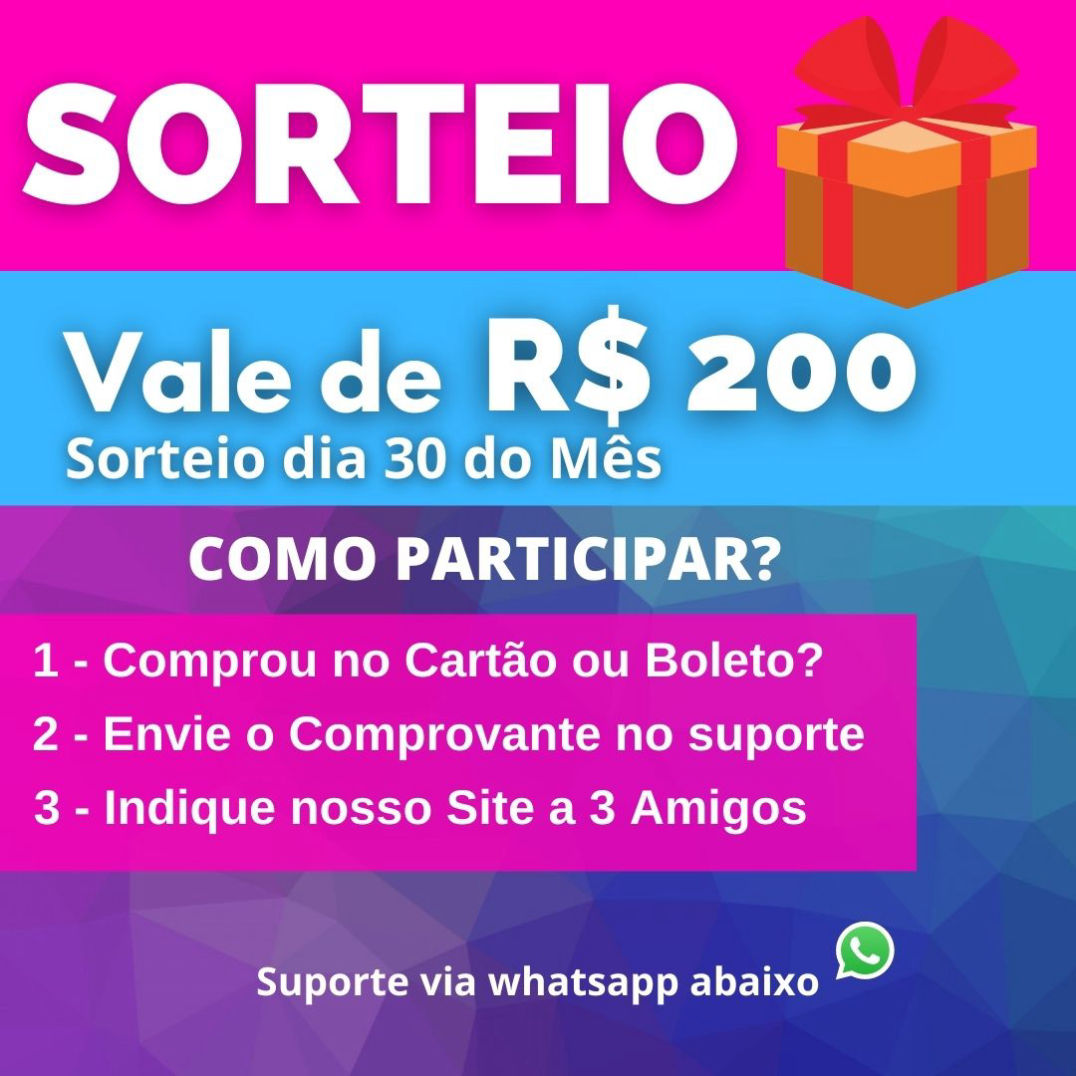 SORTEIO
Vale de R$ 200
Sorteio dia 30 do Mês
COMO PARTICIPAR?
1 - Comprou no Cartão ou Boleto?
2 - Envie o Comprovante no suporte
3 - Indique nosso Site a 3 Amigos
Suporte via whatsapp abaixo